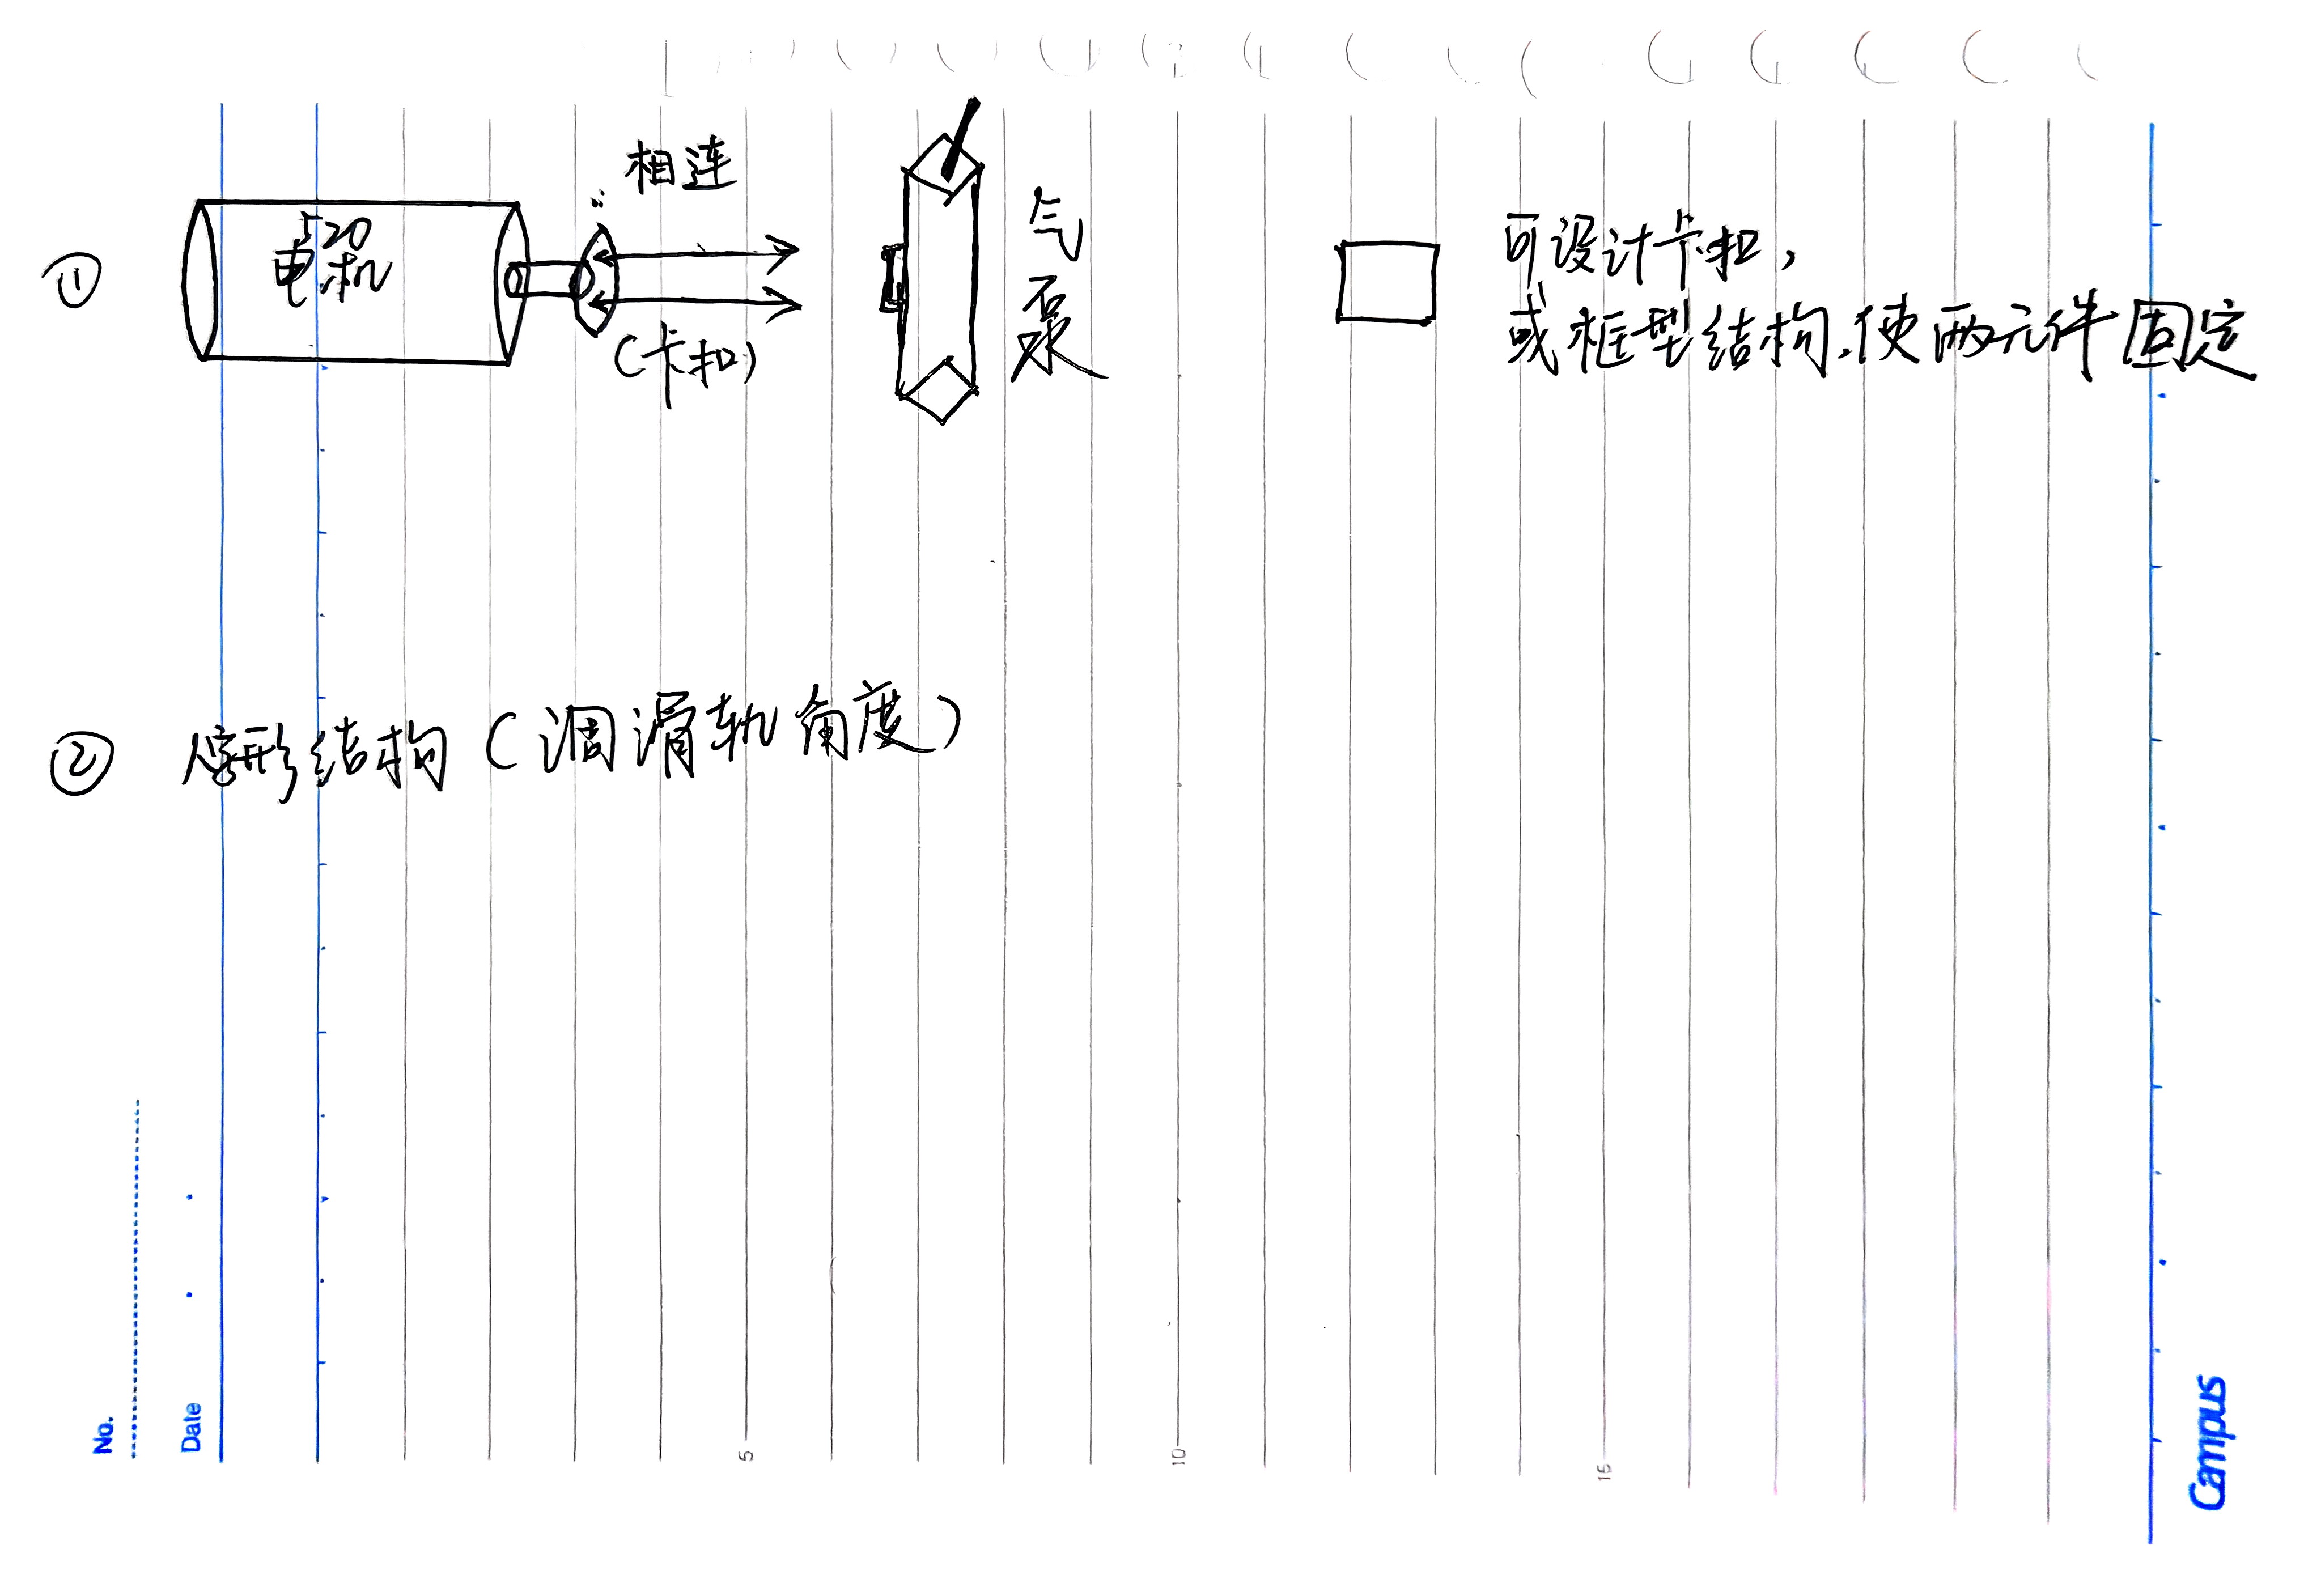 相连
① 520
电机
(卡扣)
气泵
可设计卡扣，
或框型结构，使两元件固定
② 扇形结构（调滑轨角度）
No.
Date
5
10
15
Campus